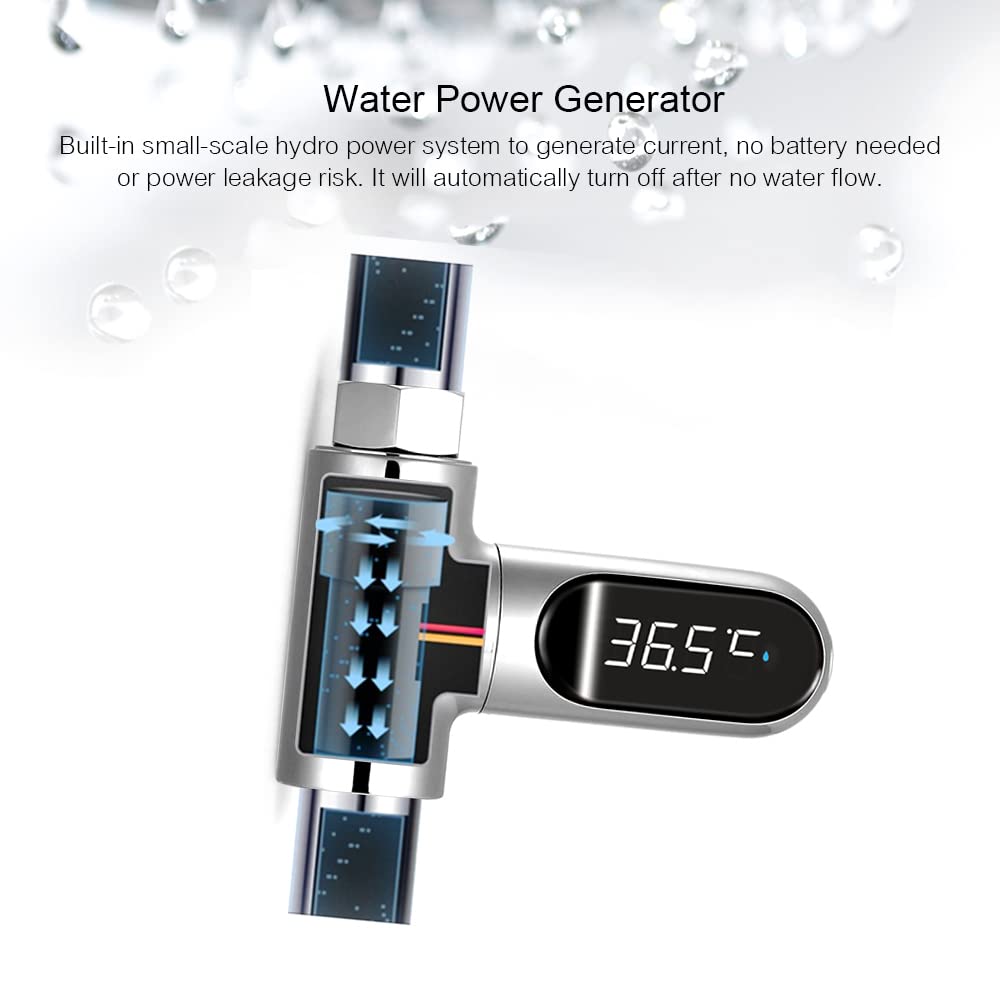 Water Power Generator
Built-in small-scale hydro power system to generate current, no battery needed
or power leakage risk. It will automatically turn off after no water flow.
36.5℃